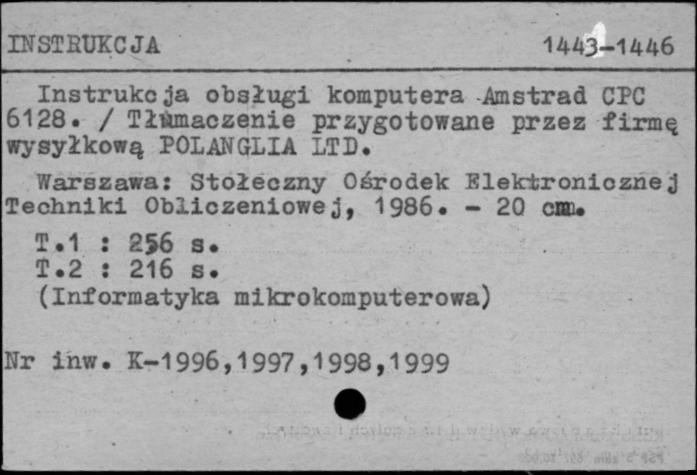 INSTRUKCJA 1443-1446
Instrukcja obsługi komputera Amstrad CPC
6128. / Tłumaczenie przygotowane przez firmę
wysyłkową POLANGLIA LTD.
Warszawa: Stołeczny Ośrodek Elektronicznej
Techniki Obliczeniowej, 1986. - 20 cm.
T.1 : 256 s.
T.2 : 216 s.
(Informatyka mikrokomputerowa)
Nr inw. K-1996,1997,1998,1999